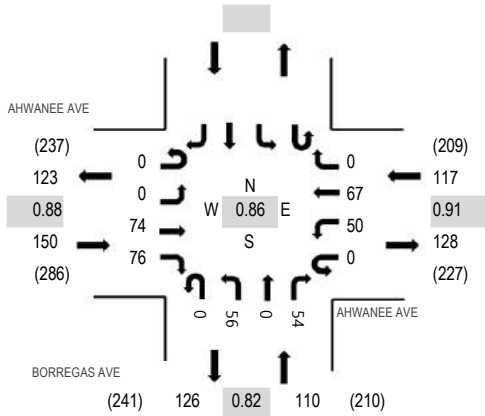 AHWANEE AVE
(237)
(209)
123
0
0
117
0
N
67
0.88
W
0.86
E
0.91
74
S
50
150
76
0
128
(286)
(227)
0
56
0
54
AHWANEE AVE
BORREGAS AVE
(241) 126 0.82 110 (210)